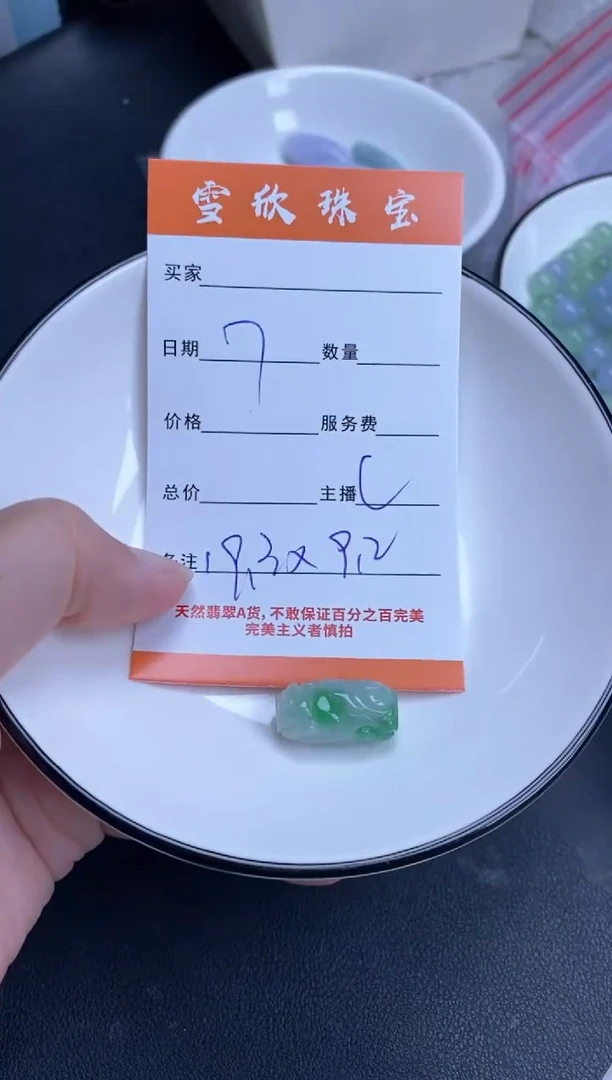 雪欣珠宝
买家
日期 7 数量
价格 服务费
总价 主播 C
备注 19.3x9.2
天然翡翠A货,不敢保证百分之百完美
完美主义者慎拍